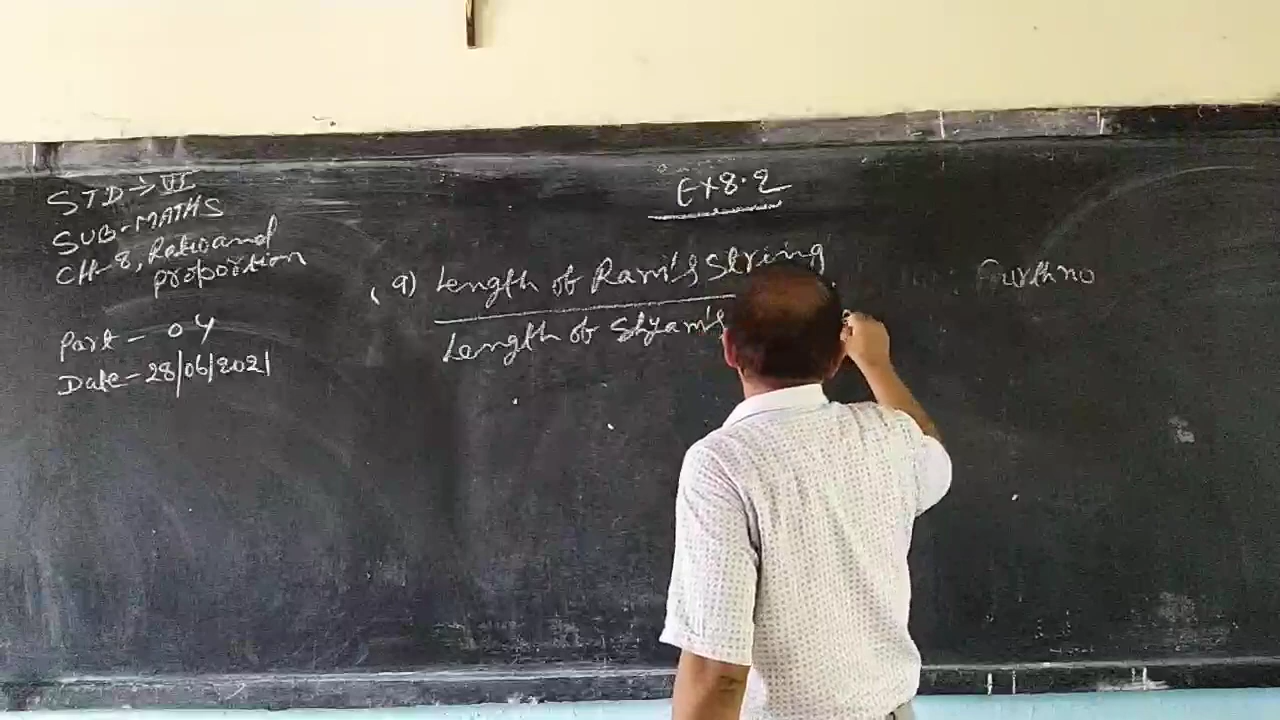 STD → VI
SUB-MATHS
CH-8, Ratio and
proportion
Part - 04
Date - 28/06/2021
Ex 8.2
a) Length of Ram's String
Length of Shyam's